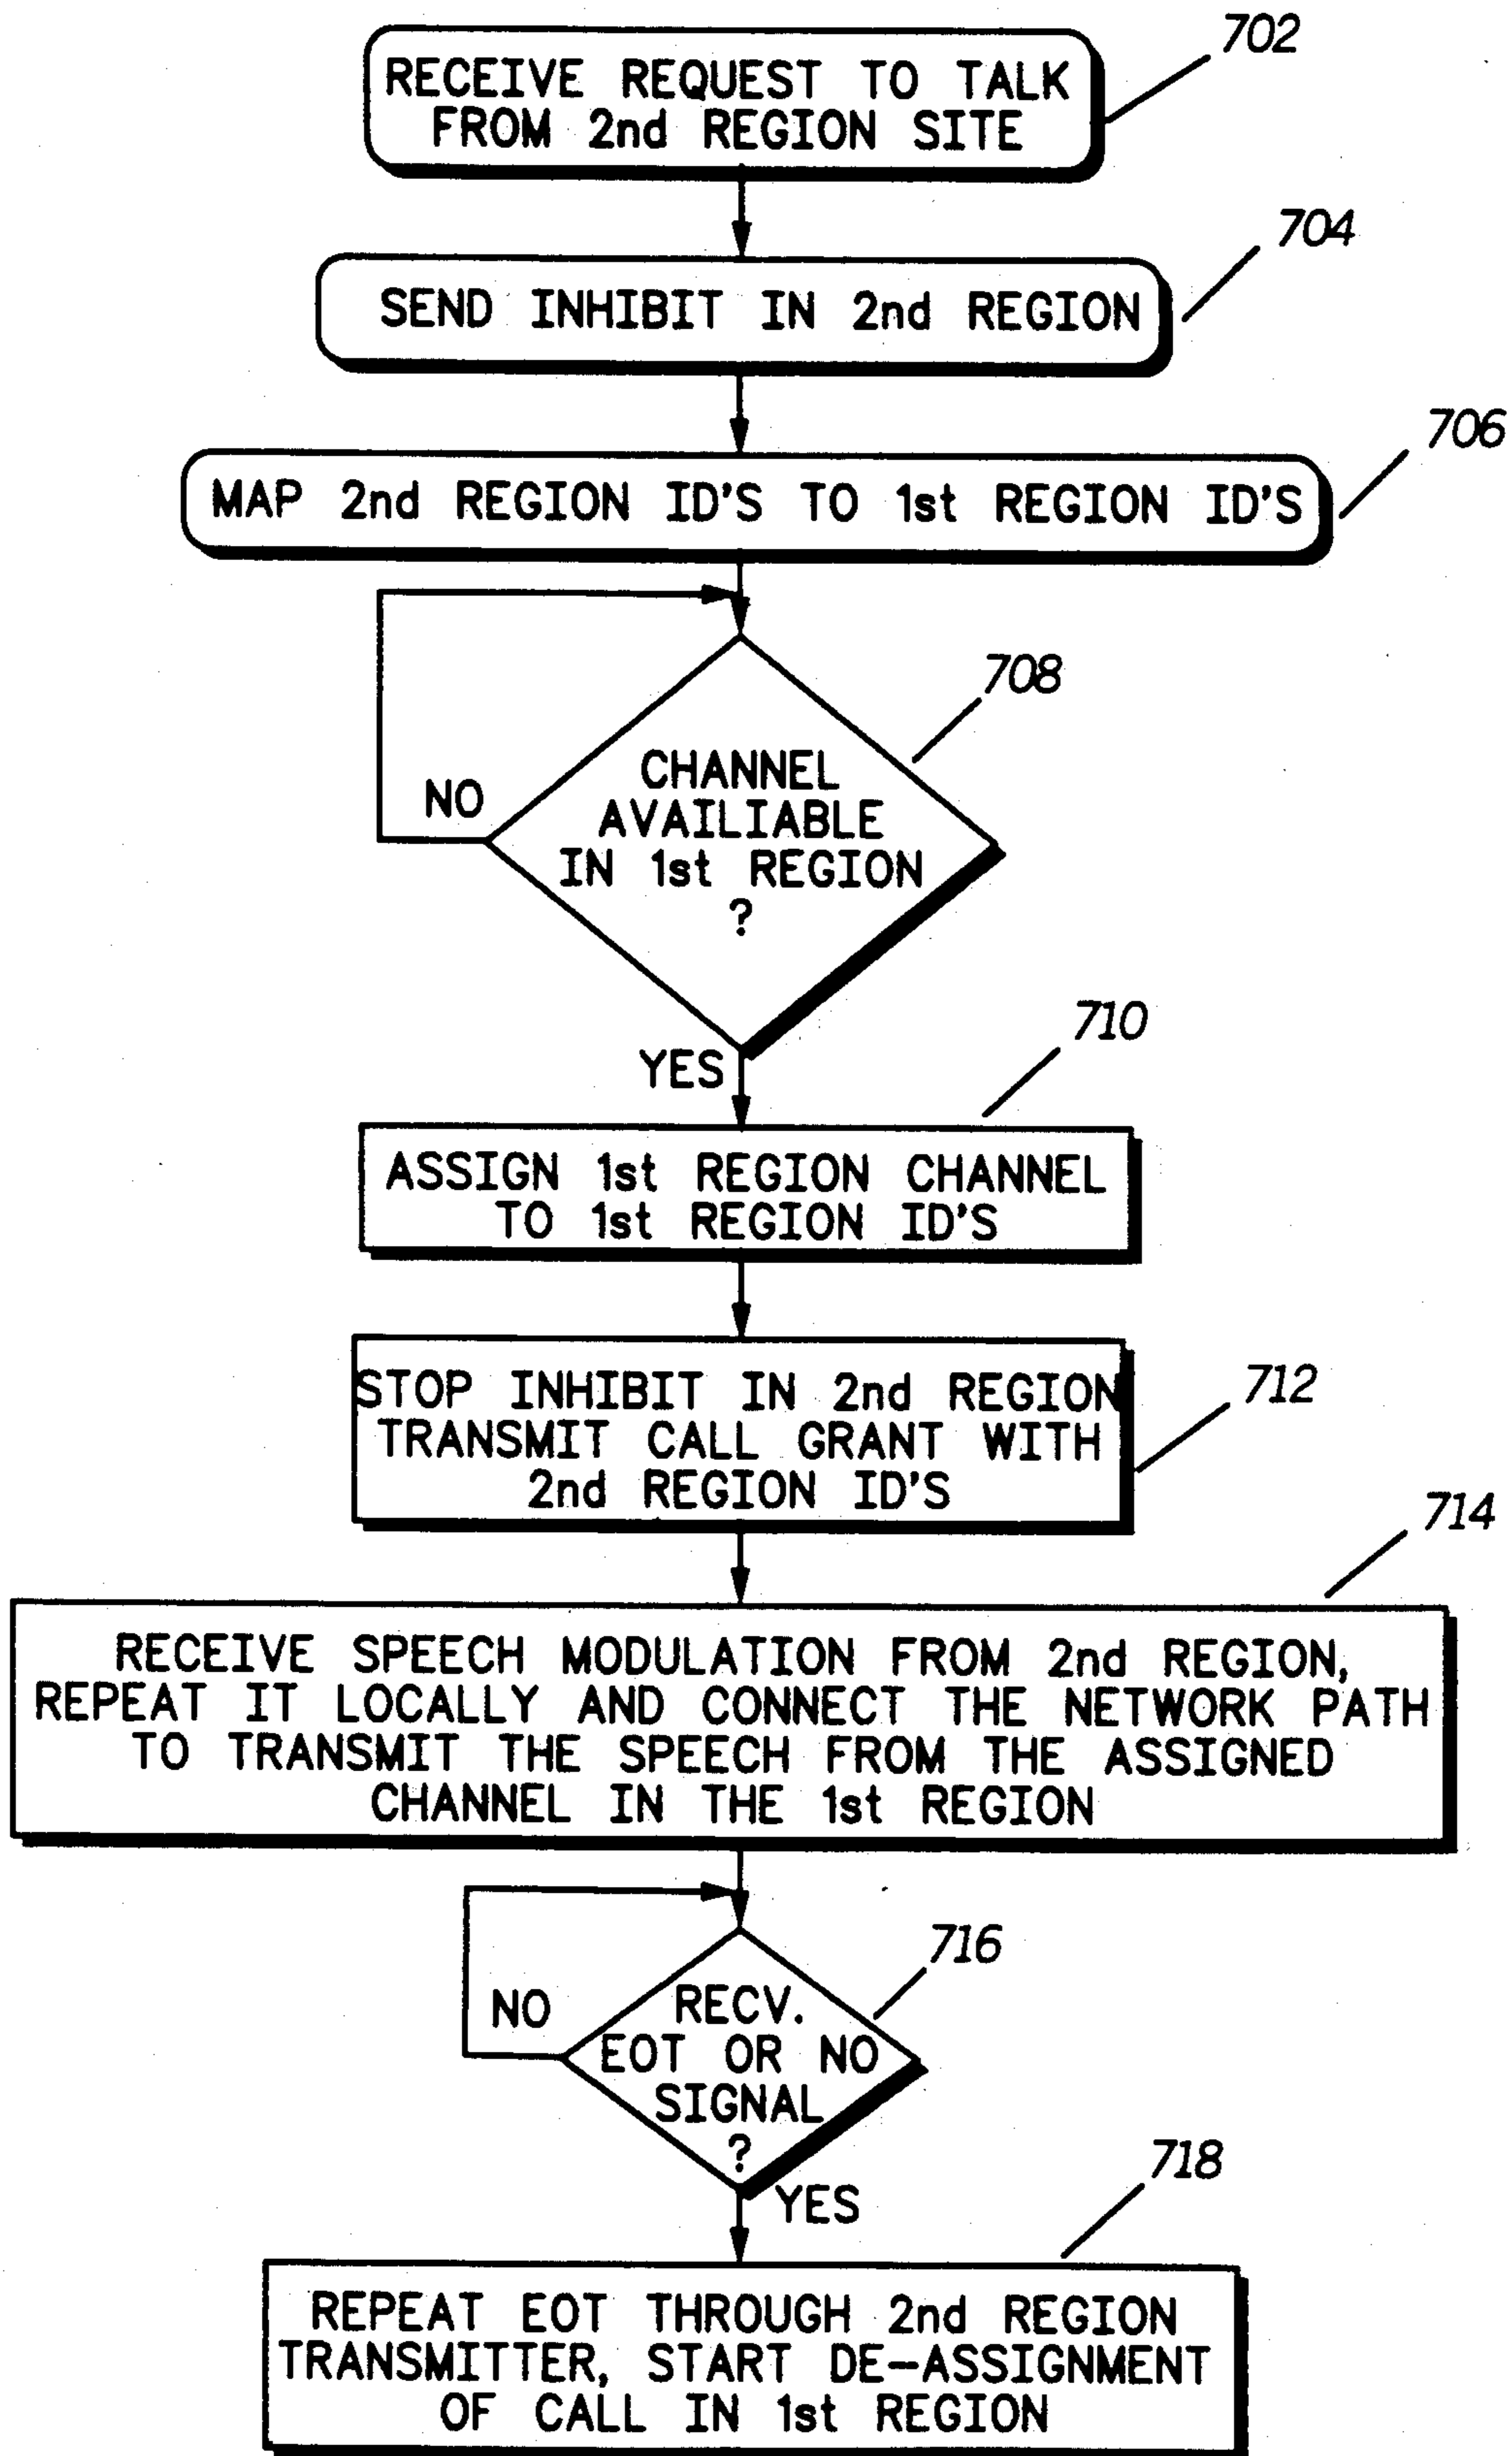 702
RECEIVE REQUEST TO TALK
FROM 2nd REGION SITE
704
SEND INHIBIT IN 2nd REGION
706
MAP 2nd REGION ID'S TO 1st REGION ID'S
708
CHANNEL
AVAILIABLE
IN 1st REGION
?
NO
YES
710
ASSIGN 1st REGION CHANNEL
TO 1st REGION ID'S
712
STOP INHIBIT IN 2nd REGION
TRANSMIT CALL GRANT WITH
2nd REGION ID'S
714
RECEIVE SPEECH MODULATION FROM 2nd REGION,
REPEAT IT LOCALLY AND CONNECT THE NETWORK PATH
TO TRANSMIT THE SPEECH FROM THE ASSIGNED
CHANNEL IN THE 1st REGION
716
RECV.
EOT OR NO
SIGNAL
?
NO
YES
718
REPEAT EOT THROUGH 2nd REGION
TRANSMITTER, START DE-ASSIGNMENT
OF CALL IN 1st REGION